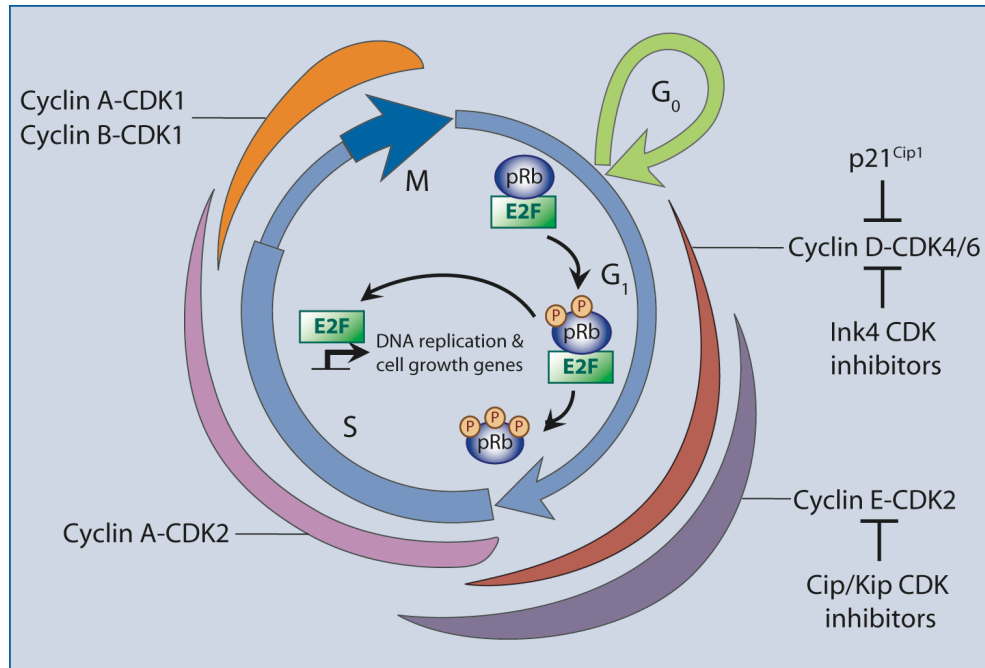 Cyclin A-CDK1
Cyclin B-CDK1
G₀
M
pRb
E2F
p21ᶜⁱᵖ¹
Cyclin D-CDK4/6
Ink4 CDK
inhibitors
G₁
P
P
pRb
E2F
E2F
DNA replication &
cell growth genes
P
P
P
pRb
S
Cyclin A-CDK2
Cyclin E-CDK2
Cip/Kip CDK
inhibitors